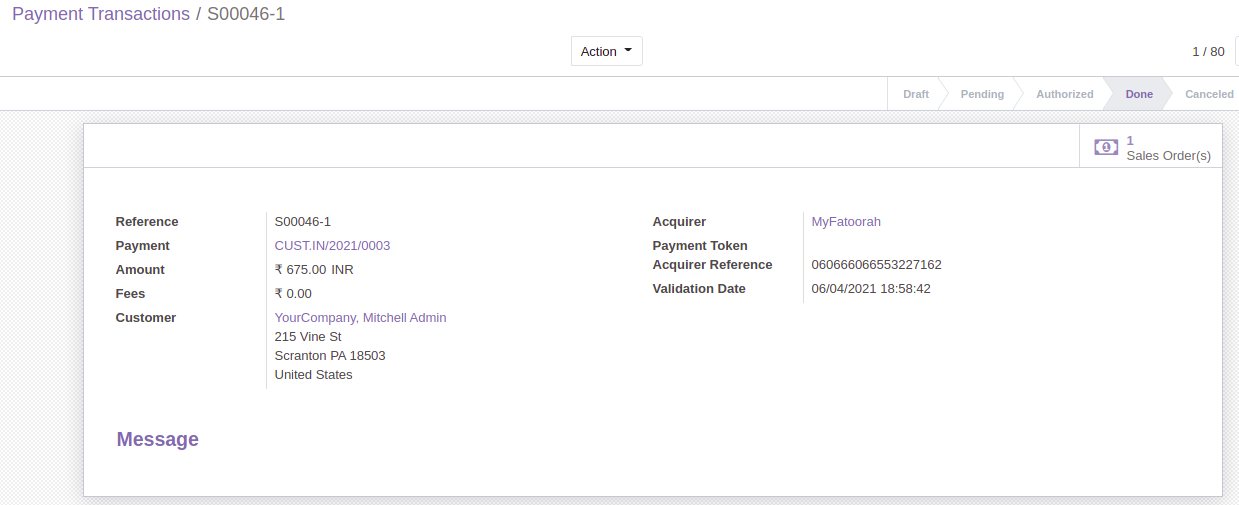 Payment Transactions / S00046-1
Action
1 / 80
Draft Pending Authorized Done Canceled
1
Sales Order(s)
Reference S00046-1
Payment CUST.IN/2021/0003
Amount ₹ 675.00 INR
Fees ₹ 0.00
Customer YourCompany, Mitchell Admin
215 Vine St
Scranton PA 18503
United States
Acquirer MyFatoorah
Payment Token
Acquirer Reference 060666066553227162
Validation Date 06/04/2021 18:58:42
Message